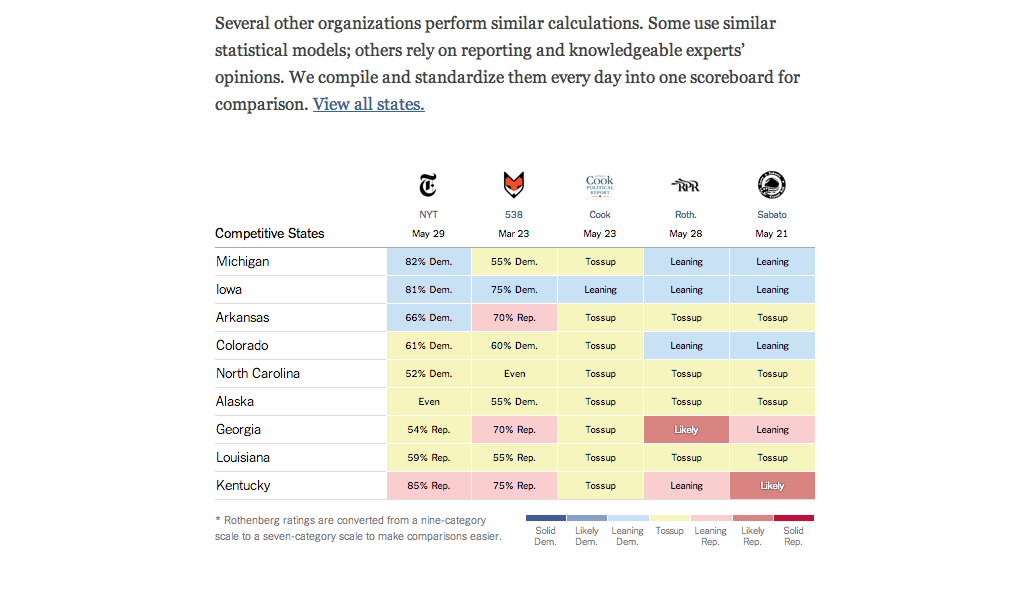 Several other organizations perform similar calculations. Some use similar
statistical models; others rely on reporting and knowledgeable experts’
opinions. We compile and standardize them every day into one scoreboard for
comparison. View all states.
Cook
POLITICAL
REPORT
RPR
NYT 538 Cook Roth. Sabato
Competitive States May 29 Mar 23 May 23 May 28 May 21
Michigan 82% Dem. 55% Dem. Tossup Leaning Leaning
Iowa 81% Dem. 75% Dem. Leaning Leaning Leaning
Arkansas 66% Dem. 70% Rep. Tossup Tossup Tossup
Colorado 61% Dem. 60% Dem. Tossup Leaning Leaning
North Carolina 52% Dem. Even Tossup Tossup Tossup
Alaska Even 55% Dem. Tossup Tossup Tossup
Georgia 54% Rep. 70% Rep. Tossup Likely Leaning
Louisiana 59% Rep. 55% Rep. Tossup Tossup Tossup
Kentucky 85% Rep. 75% Rep. Tossup Leaning Likely
* Rothenberg ratings are converted from a nine-category
scale to a seven-category scale to make comparisons easier.
Solid Likely Leaning Tossup Leaning Likely Solid
Dem. Dem. Dem. Rep. Rep. Rep.